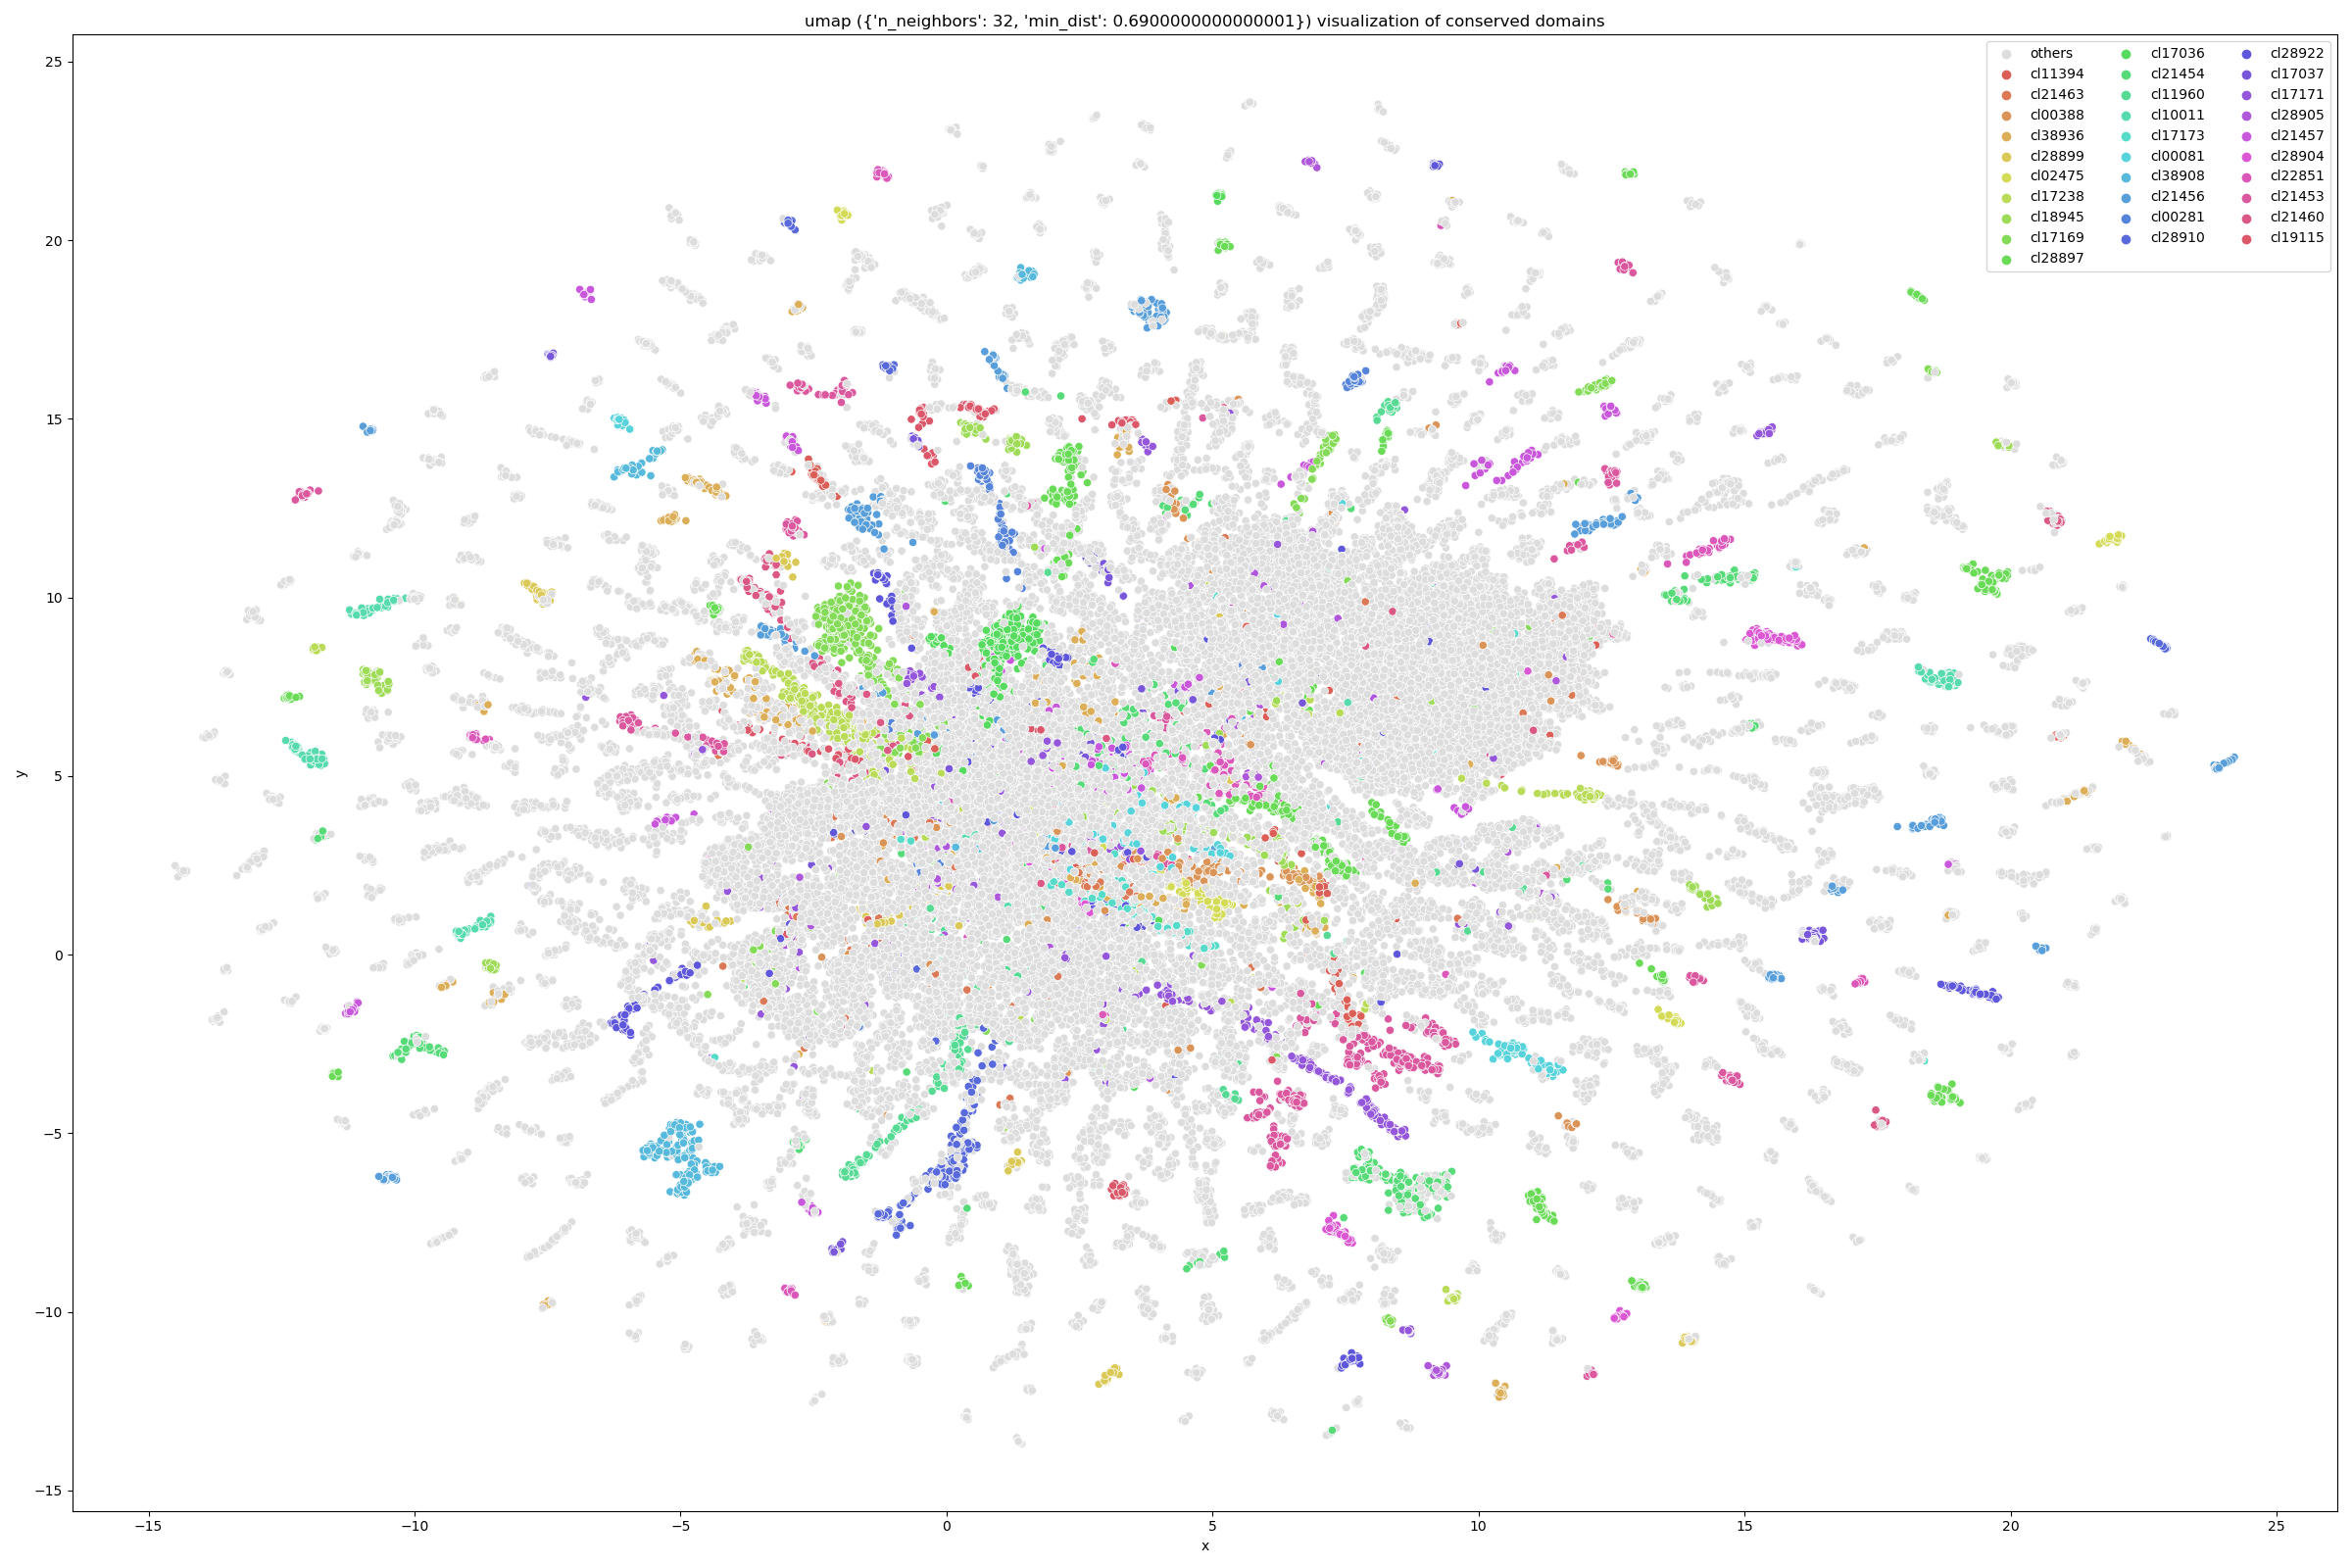 umap ({'n_neighbors': 32, 'min_dist': 0.6900000000000001}) visualization of conserved domains
others
cl11394
cl21463
cl00388
cl38936
cl28899
cl02475
cl17238
cl18945
cl17169
cl28897
cl17036
cl21454
cl11960
cl10011
cl17173
cl00081
cl38908
cl21456
cl00281
cl28910
cl28922
cl17037
cl17171
cl28905
cl21457
cl28904
cl22851
cl21453
cl21460
cl19115
25
20
15
10
5
0
−5
−10
−15
y
−15
−10
−5
0
5
10
15
20
25
x